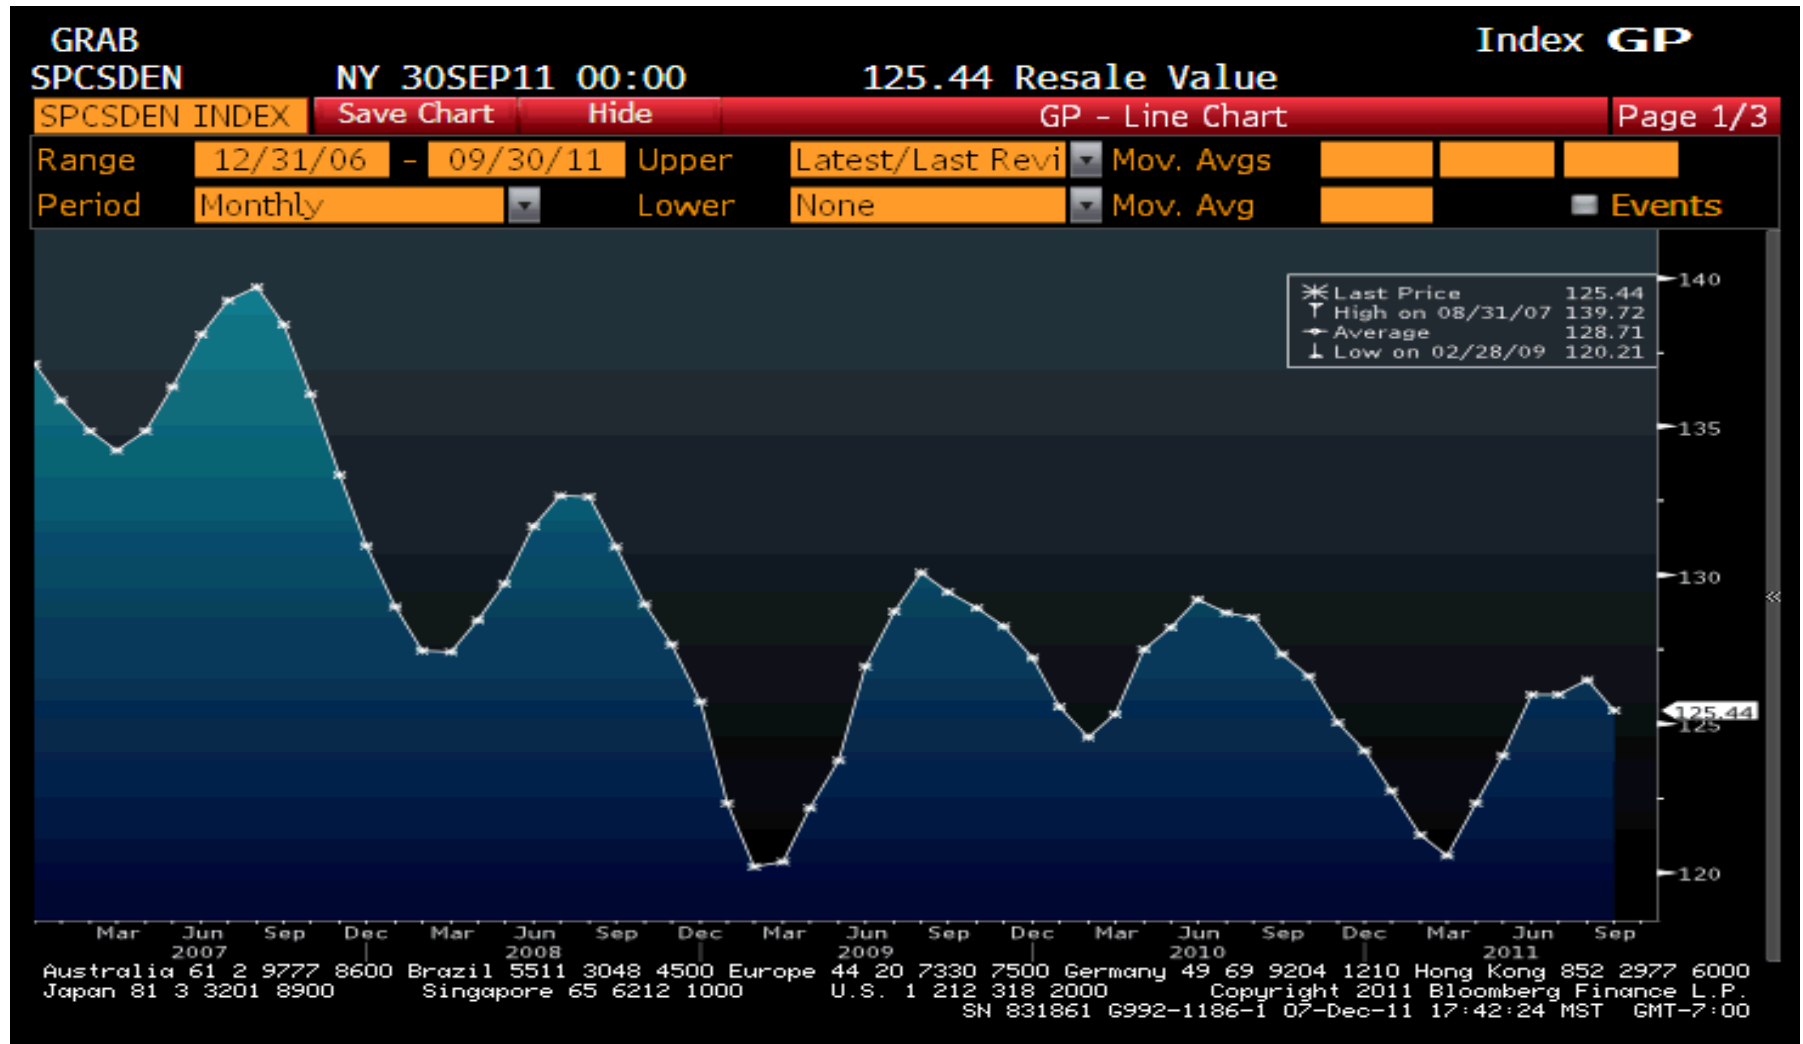 GRAB Index GP
SPCSDEN NY 30SEP11 00:00 125.44 Resale Value
SPCSDEN INDEX Save Chart Hide GP - Line Chart Page 1/3
Range 12/31/06 - 09/30/11 Upper Latest/Last Revi Mov. Avgs
Period Monthly Lower None Mov. Avg Events
140
Last Price 125.44
High on 08/31/07 139.72
Average 128.71
Low on 02/28/09 120.21
135
130
125.44
125
120
Mar Jun Sep Dec Mar Jun Sep Dec Mar Jun Sep Dec Mar Jun Sep Dec Mar Jun Sep
2007 2008 2009 2010 2011
Australia 61 2 9777 8600 Brazil 5511 3048 4500 Europe 44 20 7330 7500 Germany 49 69 9204 1210 Hong Kong 852 2977 6000
Japan 81 3 3201 8900 Singapore 65 6212 1000 U.S. 1 212 318 2000 Copyright 2011 Bloomberg Finance L.P.
SN 831861 G992-1186-1 07-Dec-11 17:42:24 MST GMT-7:00